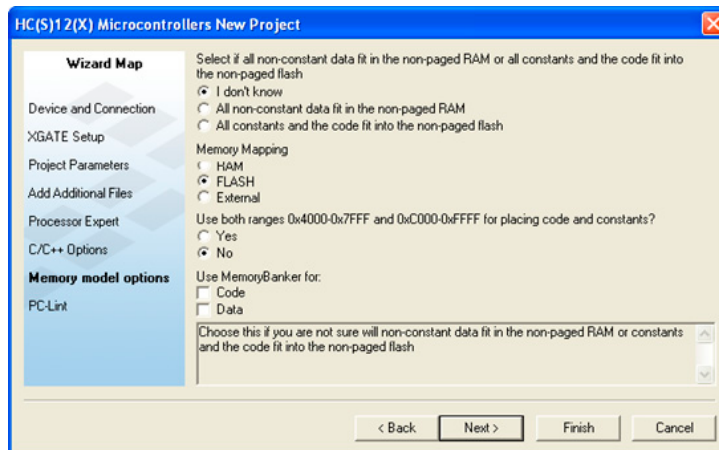 HC(S)12(X) Microcontrollers New Project
Wizard Map
Device and Connection
XGATE Setup
Project Parameters
Add Additional Files
Processor Expert
C/C++ Options
Memory model options
PC-Lint
Select if all non-constant data fit in the non-paged RAM or all constants and the code fit into
the non-paged flash
I don't know
All non-constant data fit in the non-paged RAM
All constants and the code fit into the non-paged flash
Memory Mapping
RAM
FLASH
External
Use both ranges 0x4000-0x7FFF and 0xC000-0xFFFF for placing code and constants?
Yes
No
Use MemoryBanker for:
Code
Data
Choose this if you are not sure will non-constant data fit in the non-paged RAM or constants
and the code fit into the non-paged flash
< Back
Next >
Finish
Cancel